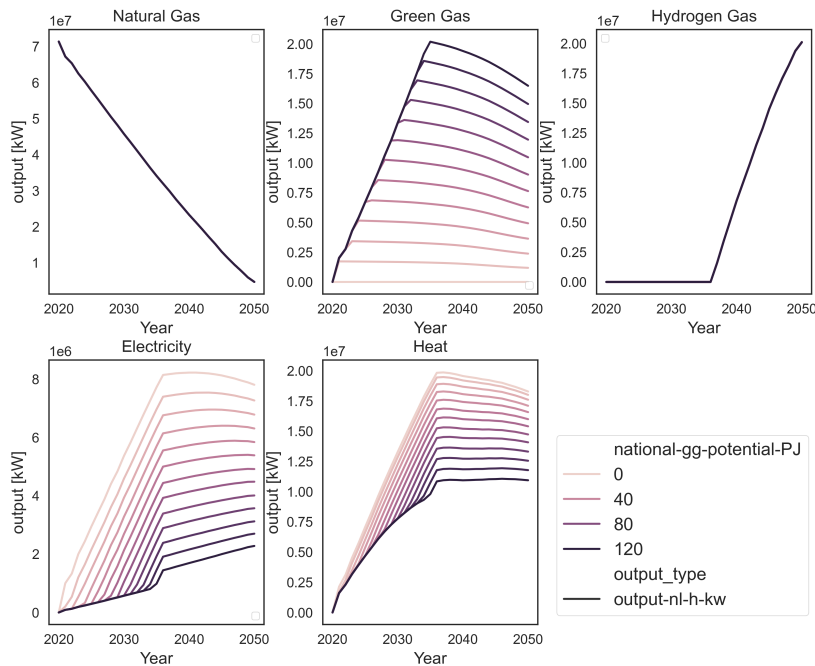 Natural Gas
1e7
output [kW]
7
6
5
4
3
2
1
2020
2030
2040
2050
Year
Green Gas
1e7
output [kW]
2.00
1.75
1.50
1.25
1.00
0.75
0.50
0.25
0.00
2020
2030
2040
2050
Year
Hydrogen Gas
1e7
output [kW]
2.00
1.75
1.50
1.25
1.00
0.75
0.50
0.25
0.00
2020
2030
2040
2050
Year
Electricity
1e6
output [kW]
8
6
4
2
0
2020
2030
2040
2050
Year
Heat
1e7
output [kW]
2.00
1.75
1.50
1.25
1.00
0.75
0.50
0.25
0.00
2020
2030
2040
2050
Year
national-gg-potential-PJ
0
40
80
120
output_type
output-nl-h-kw